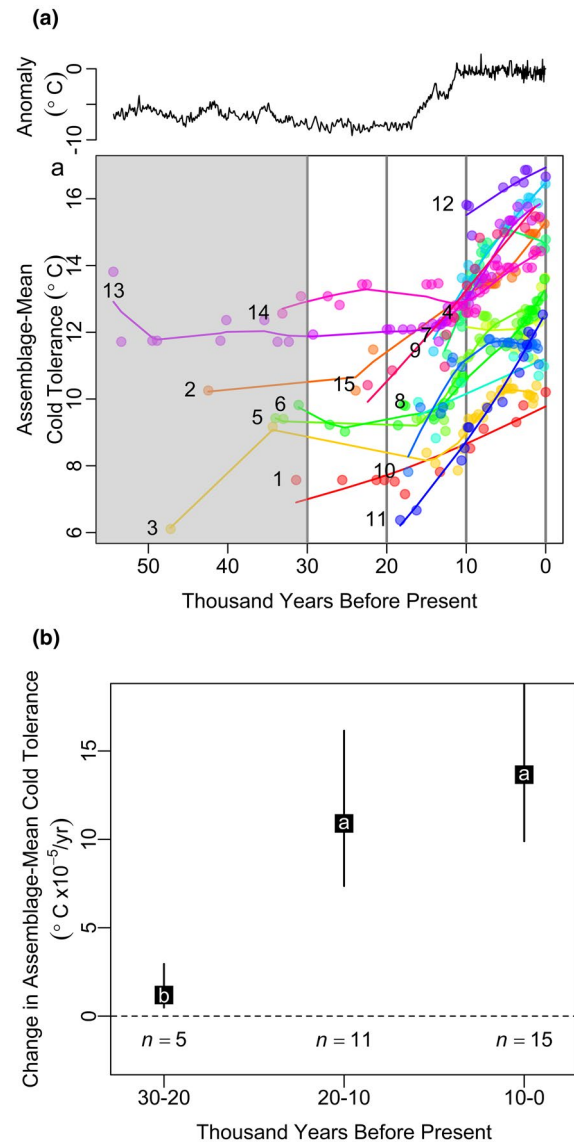 (a)
Anomaly
(° C)
0
-10
a
Assemblage-Mean
Cold Tolerance (° C)
16
14
12
10
8
6
12
13
14
4
7
9
2
15
6
5
8
1
10
11
3
50
40
30
20
10
0
Thousand Years Before Present
(b)
Change in Assemblage-Mean Cold Tolerance
(° C x10⁻⁵/yr)
15
10
5
0
a
a
b
n = 5
n = 11
n = 15
30-20
20-10
10-0
Thousand Years Before Present